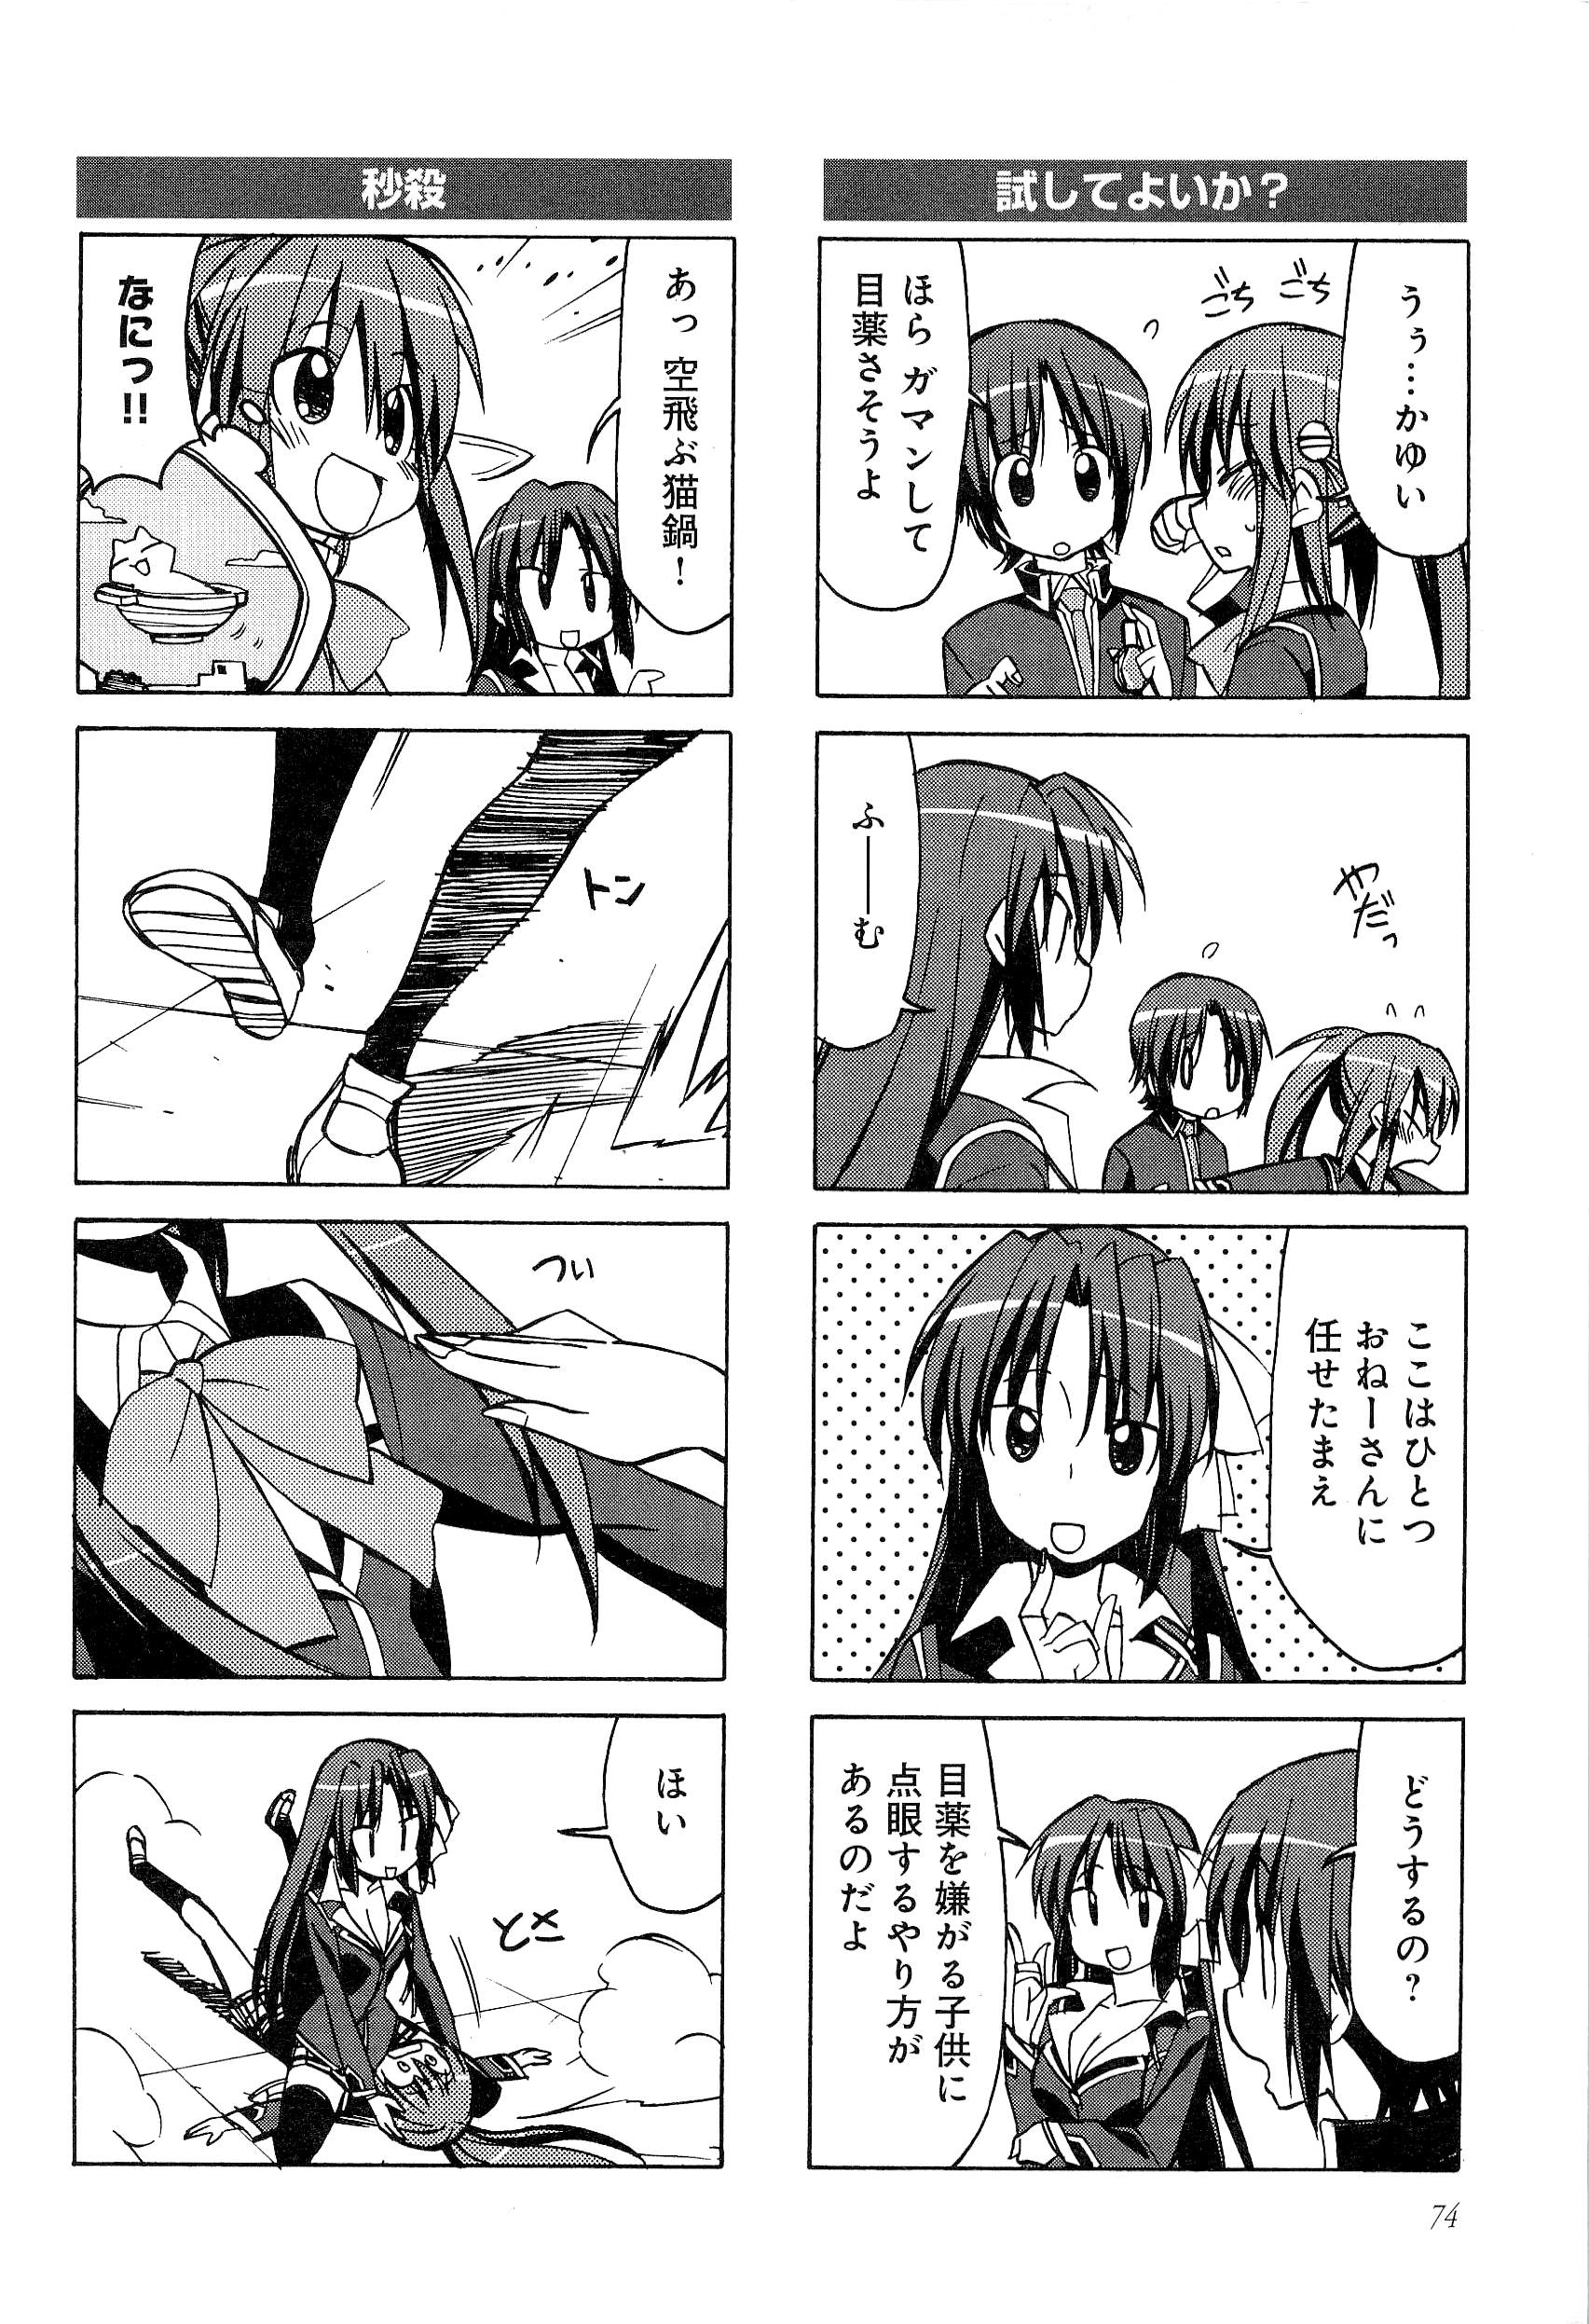 試してよいか？
うぅ…かゆい
ごち
ごち
ほら ガマンして
目薬さそうよ
やだっ
ふーーむ
ここはひとつ
おねーさんに
任せたまえ
どうするの？
目薬を嫌がる子供に
点眼するやり方が
あるのだよ
秒殺
あっ 空飛ぶ猫鍋！
なにっ!!
トン
つい
ほい
とさ
74